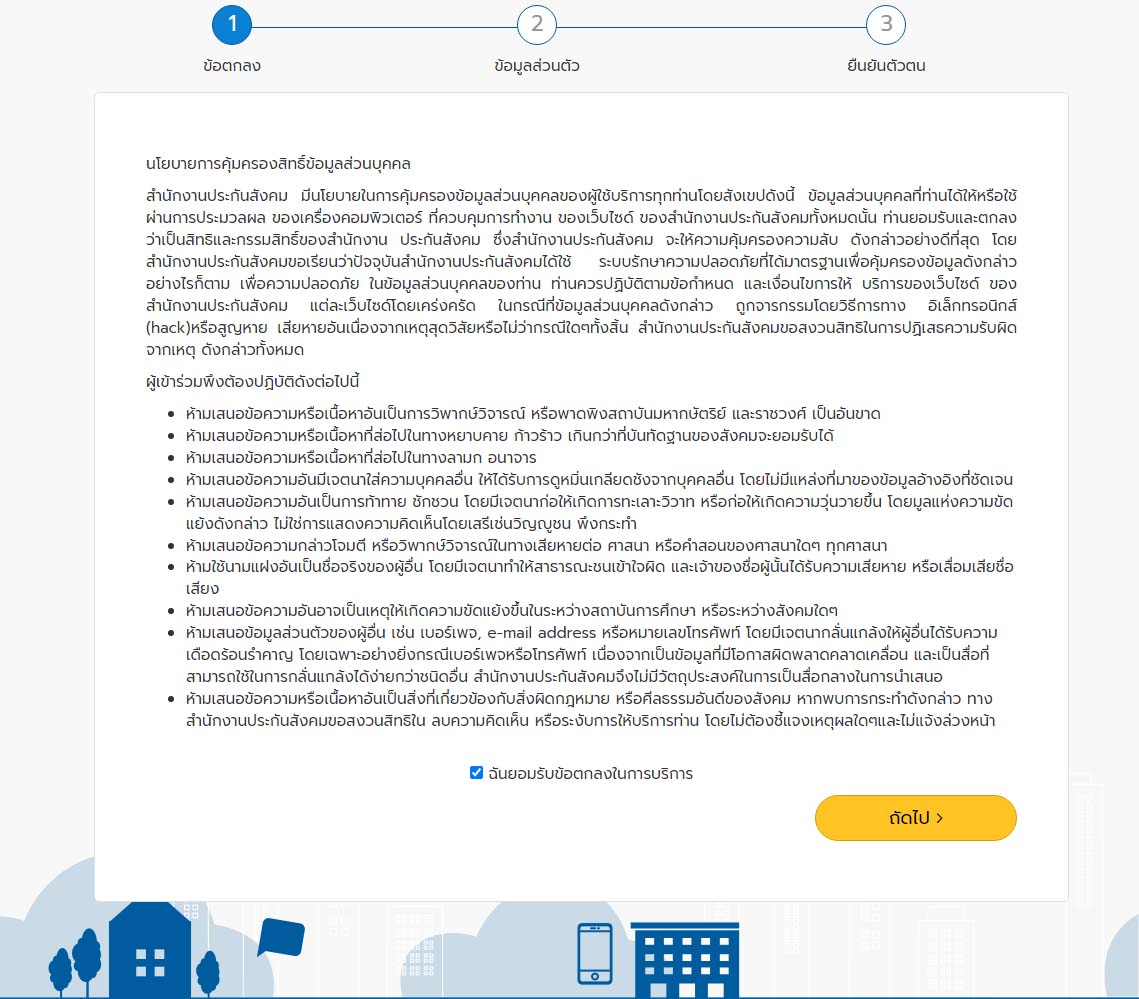 1
2
3
ข้อตกลง
ข้อมูลส่วนตัว
ยืนยันตัวตน
นโยบายการคุ้มครองสิทธิ์ข้อมูลส่วนบุคคล
สำนักงานประกันสังคม มีนโยบายในการคุ้มครองข้อมูลส่วนบุคคลของผู้ใช้บริการทุกท่านโดยสังเขปดังนี้ ข้อมูลส่วนบุคคลที่ท่านได้ให้หรือใช้
ผ่านการประมวลผล ของเครื่องคอมพิวเตอร์ ที่ควบคุมการทำงาน ของเว็บไซด์ ของสำนักงานประกันสังคมทั้งหมดนั้น ท่านยอมรับและตกลง
ว่าเป็นสิทธิและกรรมสิทธิ์ของสำนักงาน ประกันสังคม ซึ่งสำนักงานประกันสังคม จะให้ความคุ้มครองความลับ ดังกล่าวอย่างดีที่สุด โดย
สำนักงานประกันสังคมขอเรียนว่าปัจจุบันสำนักงานประกันสังคมได้ใช้ ระบบรักษาความปลอดภัยที่ได้มาตรฐานเพื่อคุ้มครองข้อมูลดังกล่าว
อย่างไรก็ตาม เพื่อความปลอดภัย ในข้อมูลส่วนบุคคลของท่าน ท่านควรปฏิบัติตามข้อกำหนด และเงื่อนไขการให้ บริการของเว็บไซด์ ของ
สำนักงานประกันสังคม แต่ละเว็บไซด์โดยเคร่งครัด ในกรณีที่ข้อมูลส่วนบุคคลดังกล่าว ถูกจารกรรมโดยวิธีการทาง อิเล็กทรอนิกส์
(hack)หรือสูญหาย เสียหายอันเนื่องจากเหตุสุดวิสัยหรือไม่ว่ากรณีใดๆทั้งสิ้น สำนักงานประกันสังคมขอสงวนสิทธิในการปฏิเสธความรับผิด
จากเหตุ ดังกล่าวทั้งหมด
ผู้เข้าร่วมพึงต้องปฏิบัติดังต่อไปนี้
• ห้ามเสนอข้อความหรือเนื้อหาอันเป็นการวิพากษ์วิจารณ์ หรือพาดพิงสถาบันมหากษัตริย์ และราชวงศ์ เป็นอันขาด
• ห้ามเสนอข้อความหรือเนื้อหาที่ส่อไปในทางหยาบคาย ก้าวร้าว เกินกว่าที่บันทัดฐานของสังคมจะยอมรับได้
• ห้ามเสนอข้อความหรือเนื้อหาที่ส่อไปในทางลามก อนาจาร
• ห้ามเสนอข้อความอันมีเจตนาใส่ความบุคคลอื่น ให้ได้รับการดูหมิ่นเกลียดชังจากบุคคลอื่น โดยไม่มีแหล่งที่มาของข้อมูลอ้างอิงที่ชัดเจน
• ห้ามเสนอข้อความอันเป็นการท้าทาย ชักชวน โดยมีเจตนาก่อให้เกิดการทะเลาะวิวาท หรือก่อให้เกิดความวุ่นวายขึ้น โดยมูลแห่งความขัด
แย้งดังกล่าว ไม่ใช่การแสดงความคิดเห็นโดยเสรีเช่นวิญญูชน พึงกระทำ
• ห้ามเสนอข้อความกล่าวโจมตี หรือวิพากษ์วิจารณ์ในทางเสียหายต่อ ศาสนา หรือคำสอนของศาสนาใดๆ ทุกศาสนา
• ห้ามใช้นามแฝงอันเป็นชื่อจริงของผู้อื่น โดยมีเจตนาทำให้สาธารณะชนเข้าใจผิด และเจ้าของชื่อผู้นั้นได้รับความเสียหาย หรือเสื่อมเสียชื่อ
เสียง
• ห้ามเสนอข้อความอันอาจเป็นเหตุให้เกิดความขัดแย้งขึ้นในระหว่างสถาบันการศึกษา หรือระหว่างสังคมใดๆ
• ห้ามเสนอข้อมูลส่วนตัวของผู้อื่น เช่น เบอร์เพจ, e-mail address หรือหมายเลขโทรศัพท์ โดยมีเจตนากลั่นแกล้งให้ผู้อื่นได้รับความ
เดือดร้อนรำคาญ โดยเฉพาะอย่างยิ่งกรณีเบอร์เพจหรือโทรศัพท์ เนื่องจากเป็นข้อมูลที่มีโอกาสผิดพลาดคลาดเคลื่อน และเป็นสื่อที่
สามารถใช้ในการกลั่นแกล้งได้ง่ายกว่าชนิดอื่น สำนักงานประกันสังคมจึงไม่มีวัตถุประสงค์ในการเป็นสื่อกลางในการนำเสนอ
• ห้ามเสนอข้อความหรือเนื้อหาอันเป็นสิ่งที่เกี่ยวข้องกับสิ่งผิดกฎหมาย หรือศีลธรรมอันดีของสังคม หากพบการกระทำดังกล่าว ทาง
สำนักงานประกันสังคมขอสงวนสิทธิใน ลบความคิดเห็น หรือระงับการให้บริการท่าน โดยไม่ต้องชี้แจงเหตุผลใดๆและไม่แจ้งล่วงหน้า
ฉันยอมรับข้อตกลงในการบริการ
ถัดไป >